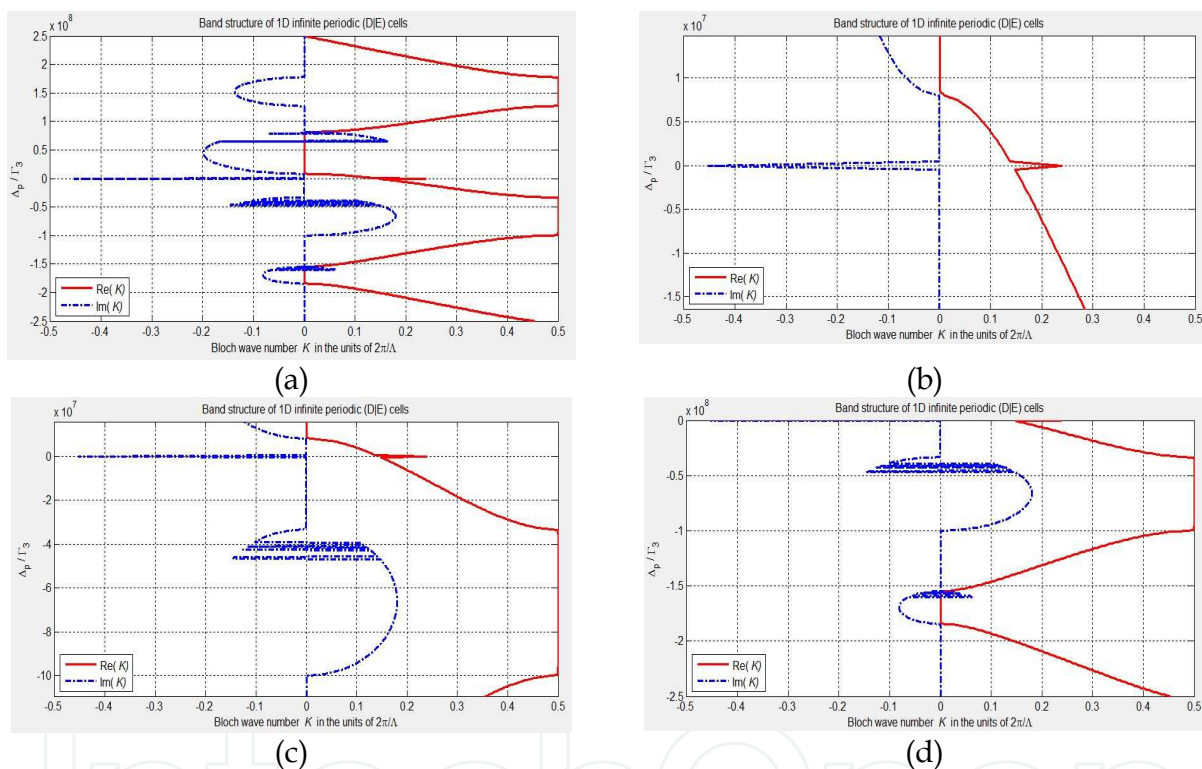 Band structure of 1D infinite periodic (D|E) cells
x 10^8
Δp / Γ3
2.5
2
1.5
1
0.5
0
-0.5
-1
-1.5
-2
-2.5
Re(K)
Im(K)
-0.5 -0.4 -0.3 -0.2 -0.1 0 0.1 0.2 0.3 0.4 0.5
Bloch wave number K in the units of 2π/Λ
(a)
Band structure of 1D infinite periodic (D|E) cells
x 10^7
Δp / Γ3
1
0.5
0
-0.5
-1
-1.5
Re(K)
Im(K)
-0.5 -0.4 -0.3 -0.2 -0.1 0 0.1 0.2 0.3 0.4 0.5
Bloch wave number K in the units of 2π/Λ
(b)
Band structure of 1D infinite periodic (D|E) cells
x 10^7
Δp / Γ3
0
-2
-4
-6
-8
-10
Re(K)
Im(K)
-0.5 -0.4 -0.3 -0.2 -0.1 0 0.1 0.2 0.3 0.4 0.5
Bloch wave number K in the units of 2π/Λ
(c)
Band structure of 1D infinite periodic (D|E) cells
x 10^8
Δp / Γ3
0
-0.5
-1
-1.5
-2
-2.5
Re(K)
Im(K)
-0.5 -0.4 -0.3 -0.2 -0.1 0 0.1 0.2 0.3 0.4 0.5
Bloch wave number K in the units of 2π/Λ
(d)